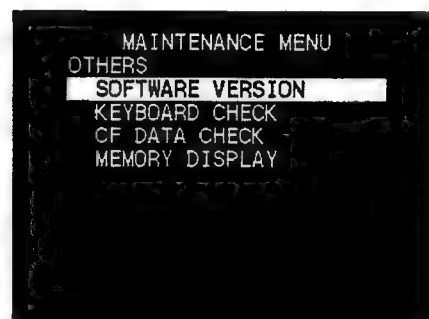 MAINTENANCE MENU
OTHERS
SOFTWARE VERSION
KEYBOARD CHECK
CF DATA CHECK
MEMORY DISPLAY